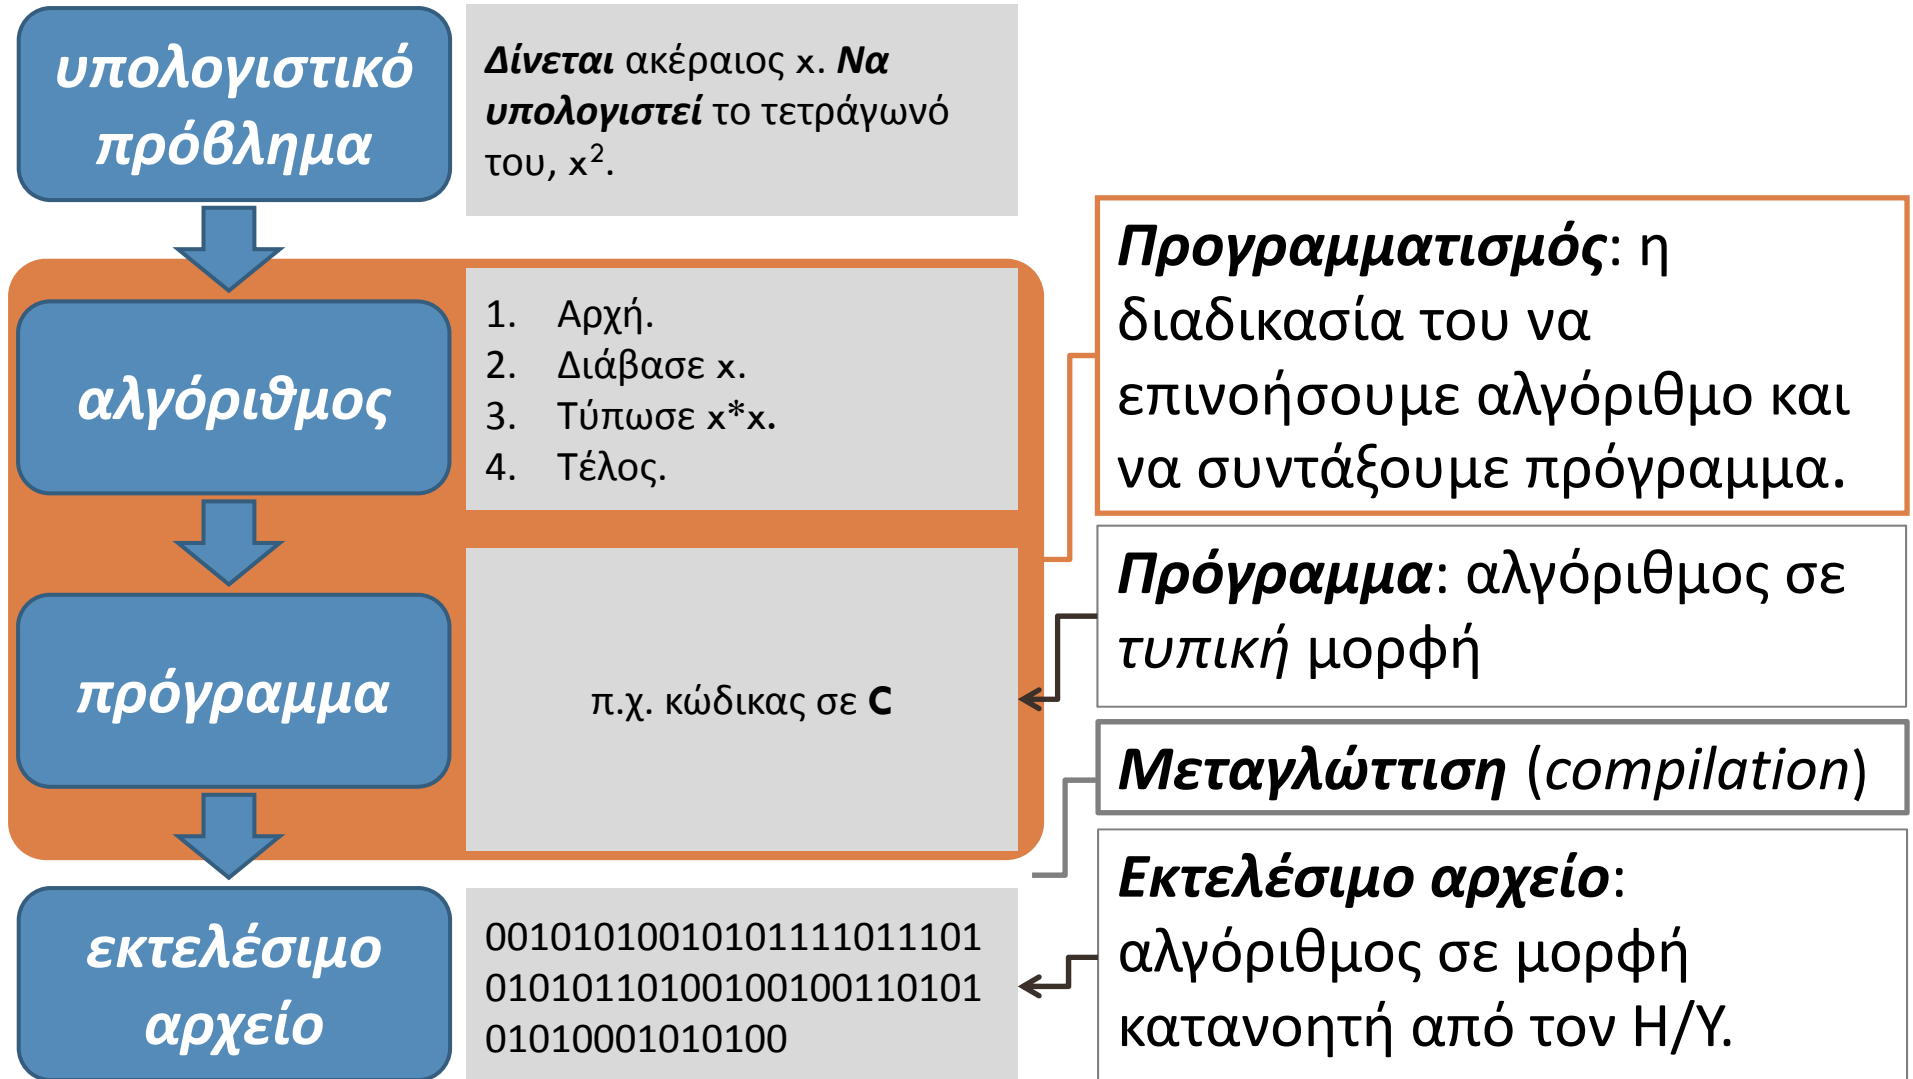 υπολογιστικό
πρόβλημα
Δίνεται ακέραιος x. Να
υπολογιστεί το τετράγωνό
του, x².
αλγόριθμος
1. Αρχή.
2. Διάβασε x.
3. Τύπωσε x*x.
4. Τέλος.
πρόγραμμα
π.χ. κώδικας σε C
εκτελέσιμο
αρχείο
00101010010101111011101
01010110100100100110101
01010001010100
Προγραμματισμός: η
διαδικασία του να
επινοήσουμε αλγόριθμο και
να συντάξουμε πρόγραμμα.
Πρόγραμμα: αλγόριθμος σε
τυπική μορφή
Μεταγλώττιση (compilation)
Εκτελέσιμο αρχείο:
αλγόριθμος σε μορφή
κατανοητή από τον Η/Υ.